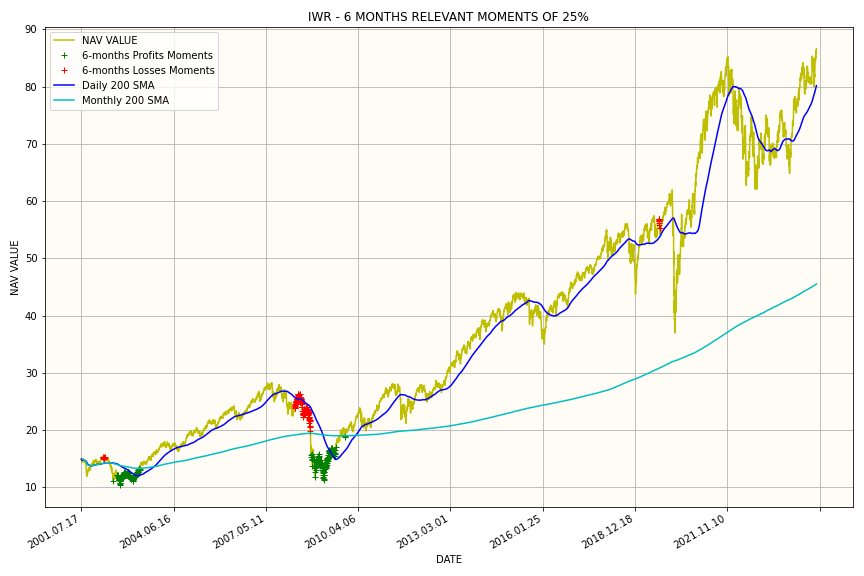 IWR - 6 MONTHS RELEVANT MOMENTS OF 25%
NAV VALUE
6-months Profits Moments
6-months Losses Moments
Daily 200 SMA
Monthly 200 SMA
90
80
70
60
50
40
30
20
10
NAV VALUE
2001.07.17
2004.06.16
2007.05.11
2010.04.06
2013.03.01
2016.01.25
2018.12.18
2021.11.10
DATE